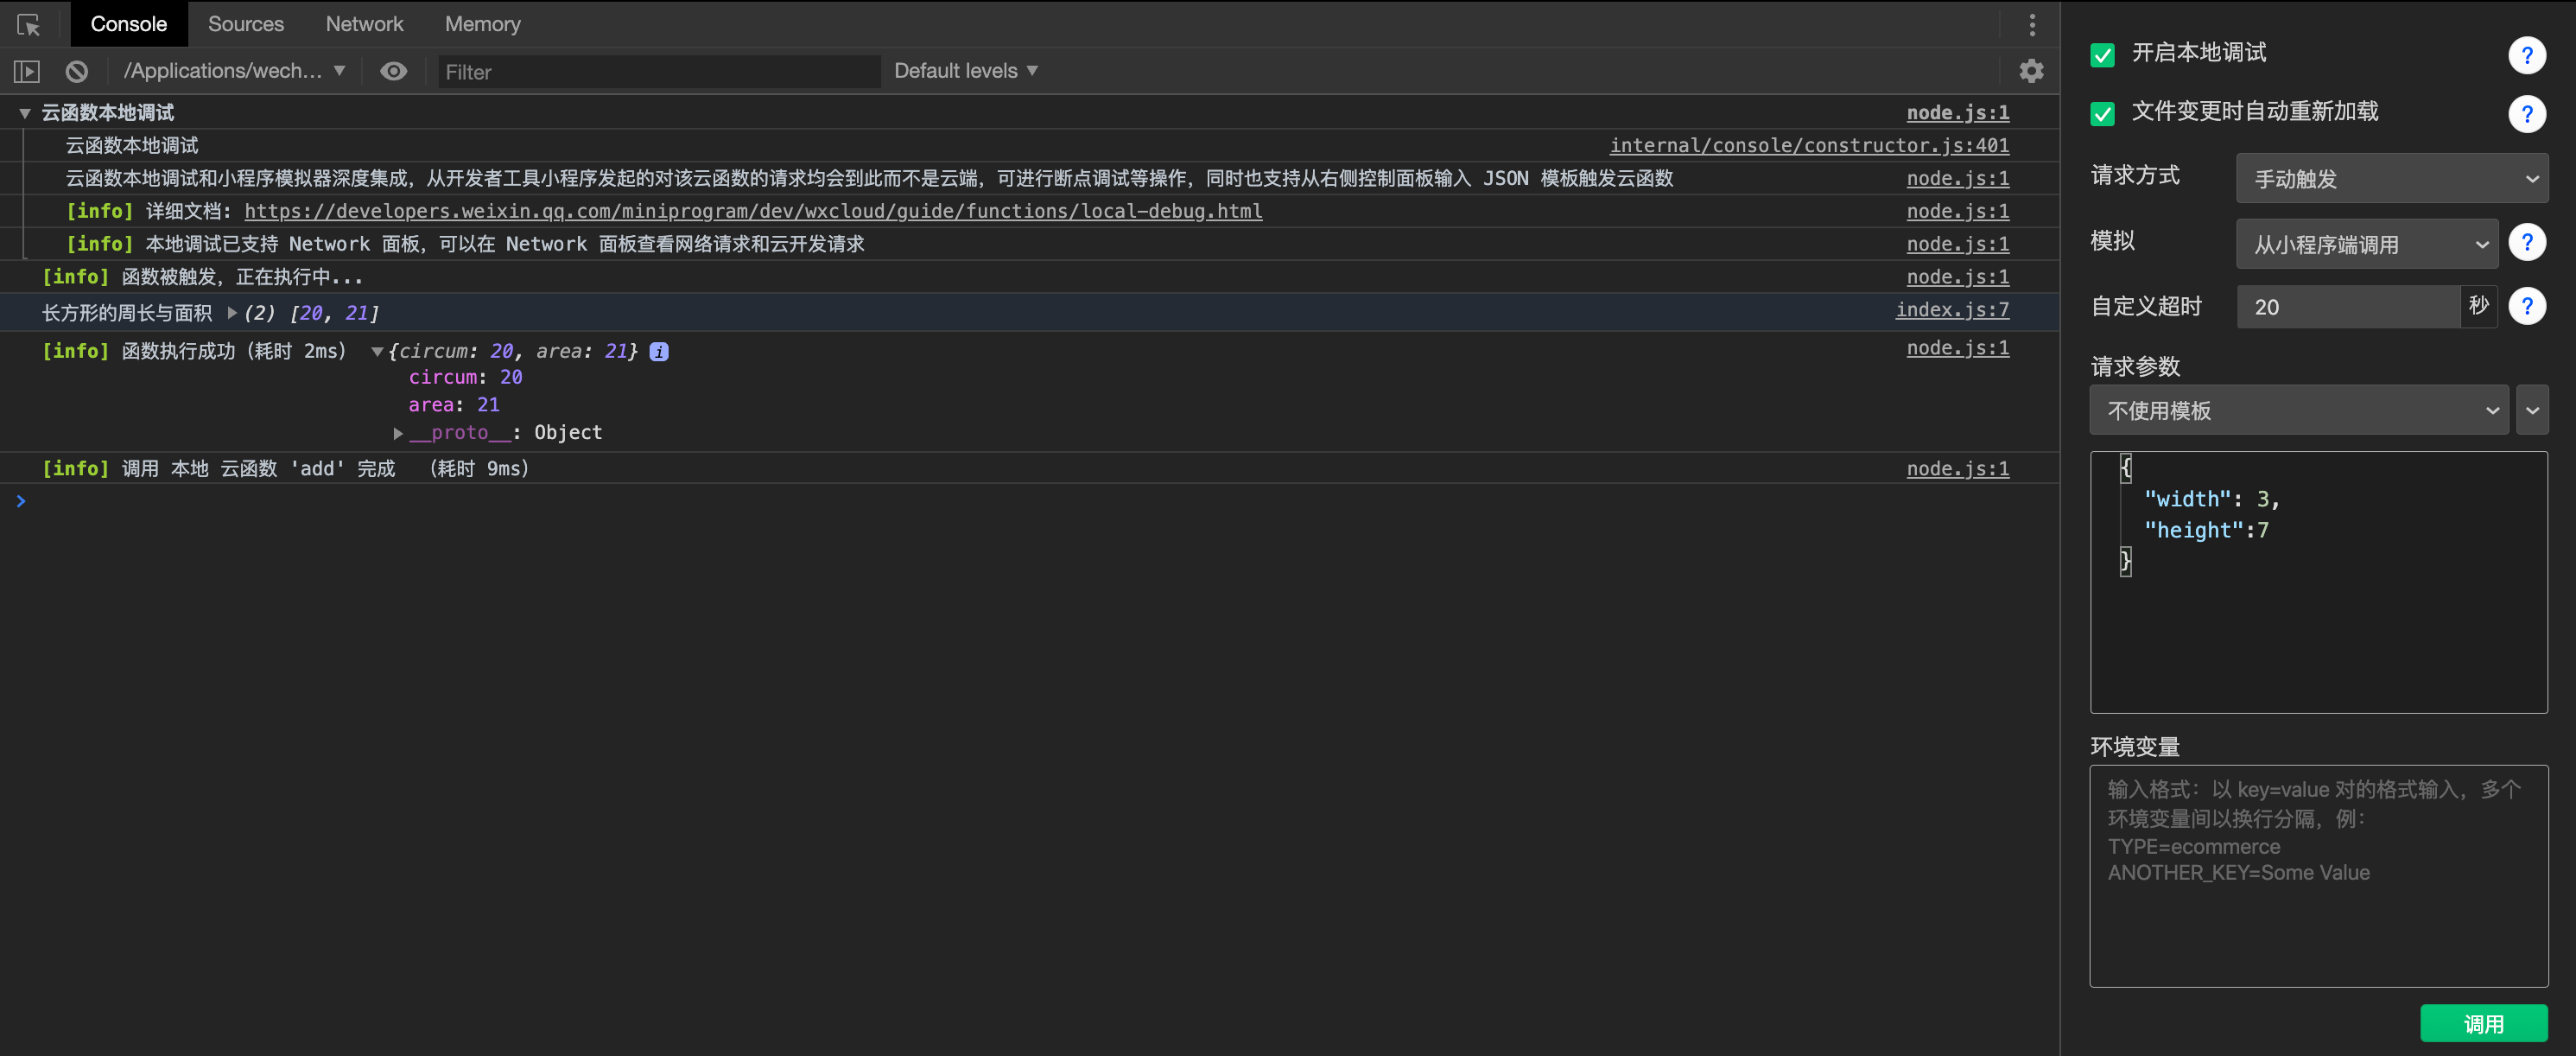 Console Sources Network Memory
/Applications/wech... ▼ Filter Default levels ▼
▼ 云函数本地调试 node.js:1
云函数本地调试 internal/console/constructor.js:401
云函数本地调试和小程序模拟器深度集成，从开发者工具小程序发起的对该云函数的请求均会到此而不是云端，可进行断点调试等操作，同时也支持从右侧控制面板输入 JSON 模板触发云函数 node.js:1
[info] 详细文档: https://developers.weixin.qq.com/miniprogram/dev/wxcloud/guide/functions/local-debug.html node.js:1
[info] 本地调试已支持 Network 面板，可以在 Network 面板查看网络请求和云开发请求 node.js:1
[info] 函数被触发，正在执行中... node.js:1
长方形的周长与面积 ▶(2) [20, 21] index.js:7
[info] 函数执行成功（耗时 2ms） ▼{circum: 20, area: 21} i node.js:1
circum: 20
area: 21
▶__proto__: Object
[info] 调用 本地 云函数 'add' 完成 （耗时 9ms） node.js:1
>
开启本地调试 ?
文件变更时自动重新加载 ?
请求方式 手动触发
模拟 从小程序端调用 ?
自定义超时 20 秒 ?
请求参数
不使用模板
{
"width": 3,
"height":7
}
环境变量
输入格式：以 key=value 对的格式输入，多个
环境变量间以换行分隔，例：
TYPE=ecommerce
ANOTHER_KEY=Some Value
调用